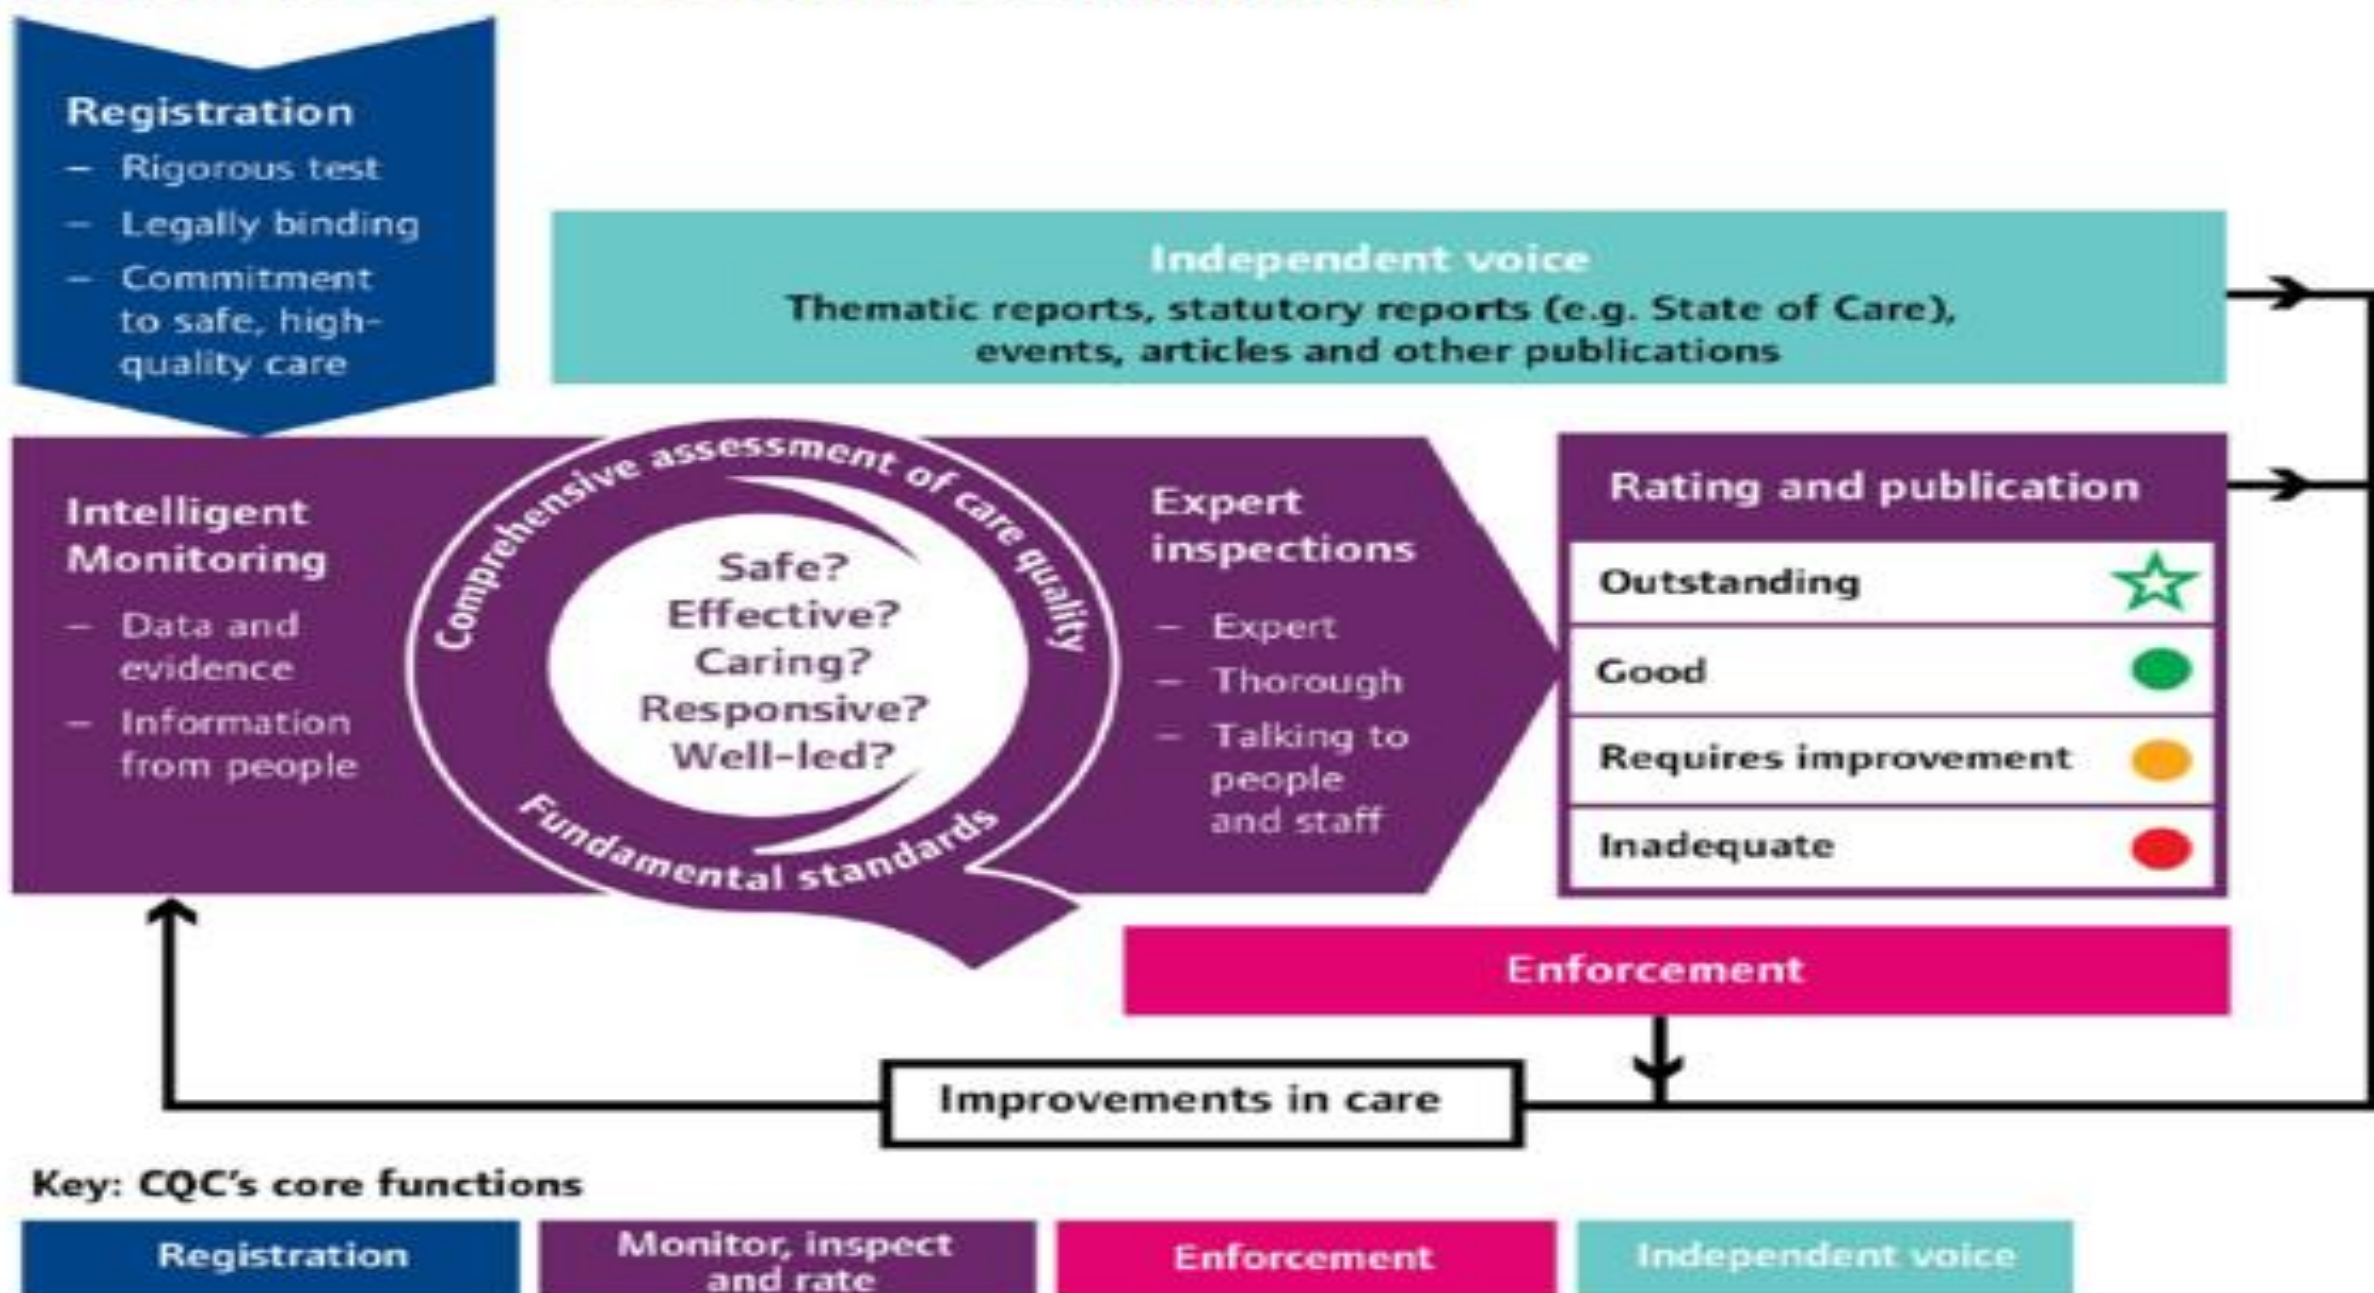 Registration
– Rigorous test
– Legally binding
– Commitment
to safe, high-
quality care
Independent voice
Thematic reports, statutory reports (e.g. State of Care),
events, articles and other publications
Intelligent
Monitoring
– Data and
evidence
– Information
from people
Comprehensive assessment of care quality
Safe?
Effective?
Caring?
Responsive?
Well-led?
Fundamental standards
Expert
inspections
– Expert
– Thorough
– Talking to
people
and staff
Rating and publication
Outstanding
Good
Requires improvement
Inadequate
Enforcement
Improvements in care
Key: CQC's core functions
Registration
Monitor, inspect
and rate
Enforcement
Independent voice